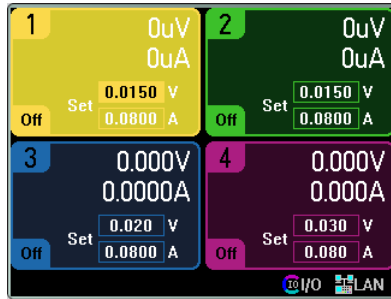 1 0uV
0uA
Set 0.0150 V
Off 0.0800 A
2 0uV
0uA
Set 0.0150 V
Off 0.0800 A
3 0.000V
0.0000A
Set 0.020 V
Off 0.0800 A
4 0.000V
0.000A
Set 0.030 V
Off 0.080 A
IO I/O LAN